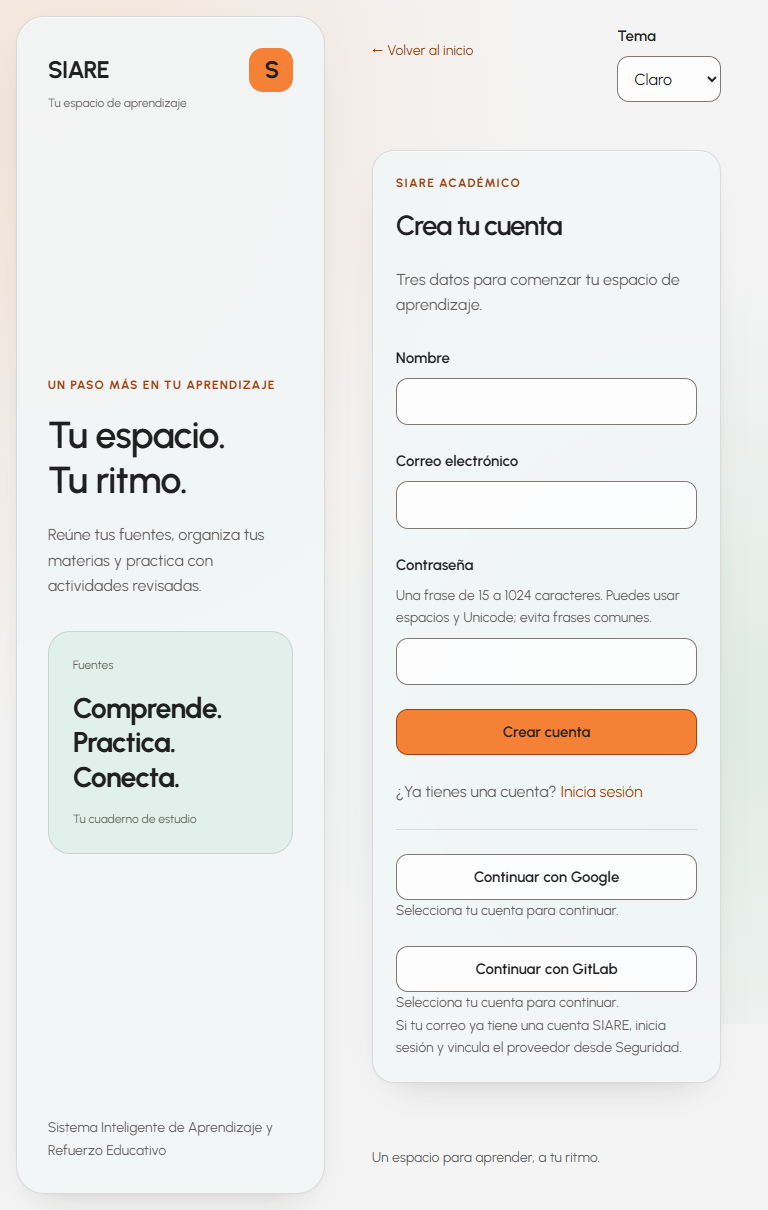 SIARE
S
Tu espacio de aprendizaje
UN PASO MÁS EN TU APRENDIZAJE
Tu espacio.
Tu ritmo.
Reúne tus fuentes, organiza tus
materias y practica con
actividades revisadas.
Fuentes
Comprende.
Practica.
Conecta.
Tu cuaderno de estudio
Sistema Inteligente de Aprendizaje y
Refuerzo Educativo
← Volver al inicio
Tema
Claro
SIARE ACADÉMICO
Crea tu cuenta
Tres datos para comenzar tu espacio de
aprendizaje.
Nombre
Correo electrónico
Contraseña
Una frase de 15 a 1024 caracteres. Puedes usar
espacios y Unicode; evita frases comunes.
Crear cuenta
¿Ya tienes una cuenta? Inicia sesión
Continuar con Google
Selecciona tu cuenta para continuar.
Continuar con GitLab
Selecciona tu cuenta para continuar.
Si tu correo ya tiene una cuenta SIARE, inicia
sesión y vincula el proveedor desde Seguridad.
Un espacio para aprender, a tu ritmo.